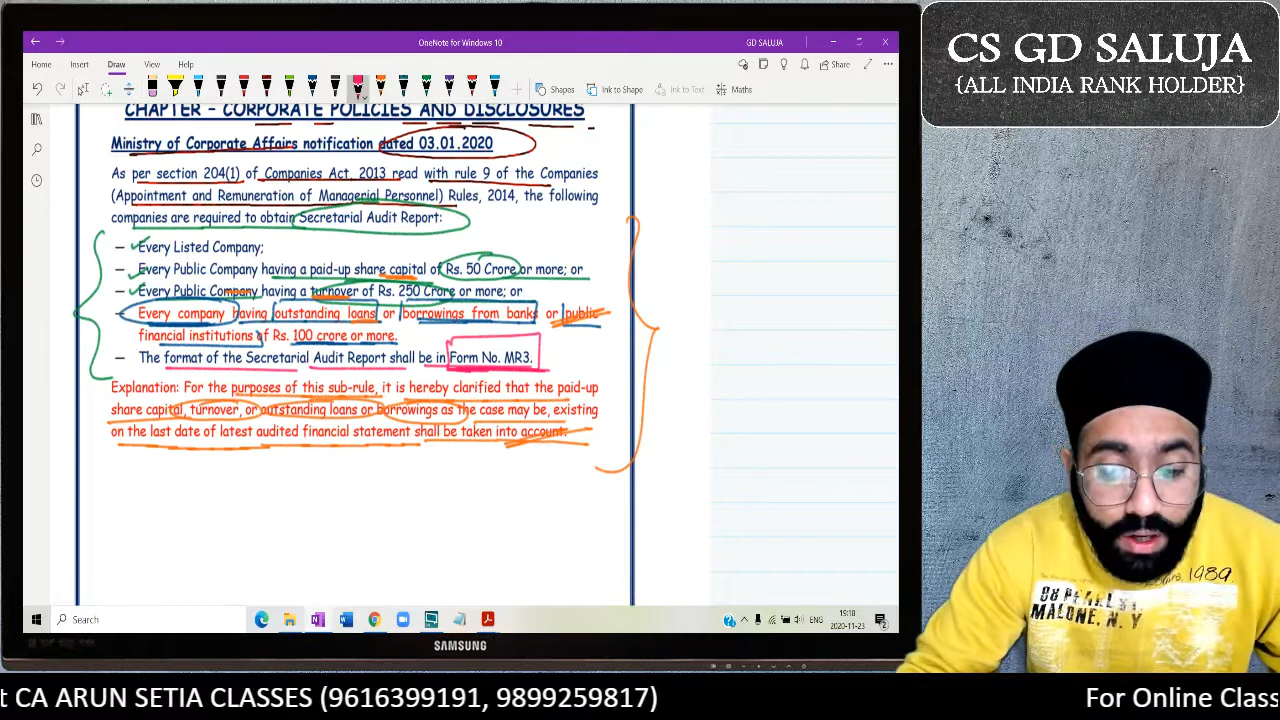 OneNote for Windows 10
GD SALUJA
Home Insert Draw View Help
Share
Shapes
Ink to Shape
Ink to Text
Maths
CHAPTER – CORPORATE POLICIES AND DISCLOSURES
Ministry of Corporate Affairs notification dated 03.01.2020
As per section 204(1) of Companies Act, 2013 read with rule 9 of the Companies
(Appointment and Remuneration of Managerial Personnel) Rules, 2014, the following
companies are required to obtain Secretarial Audit Report:
– Every Listed Company;
– Every Public Company having a paid-up share capital of Rs. 50 Crore or more; or
– Every Public Company having a turnover of Rs. 250 Crore or more; or
– Every company having outstanding loans or borrowings from banks or public
financial institutions of Rs. 100 crore or more.
– The format of the Secretarial Audit Report shall be in Form No. MR3.
Explanation: For the purposes of this sub-rule, it is hereby clarified that the paid-up
share capital, turnover, or outstanding loans or borrowings as the case may be, existing
on the last date of latest audited financial statement shall be taken into account.
Search
ENG
19:18
2020-11-23
SAMSUNG
CS GD SALUJA
{ALL INDIA RANK HOLDER}
1989
MALONE, N. Y
t CA ARUN SETIA CLASSES (9616399191, 9899259817)
For Online Class